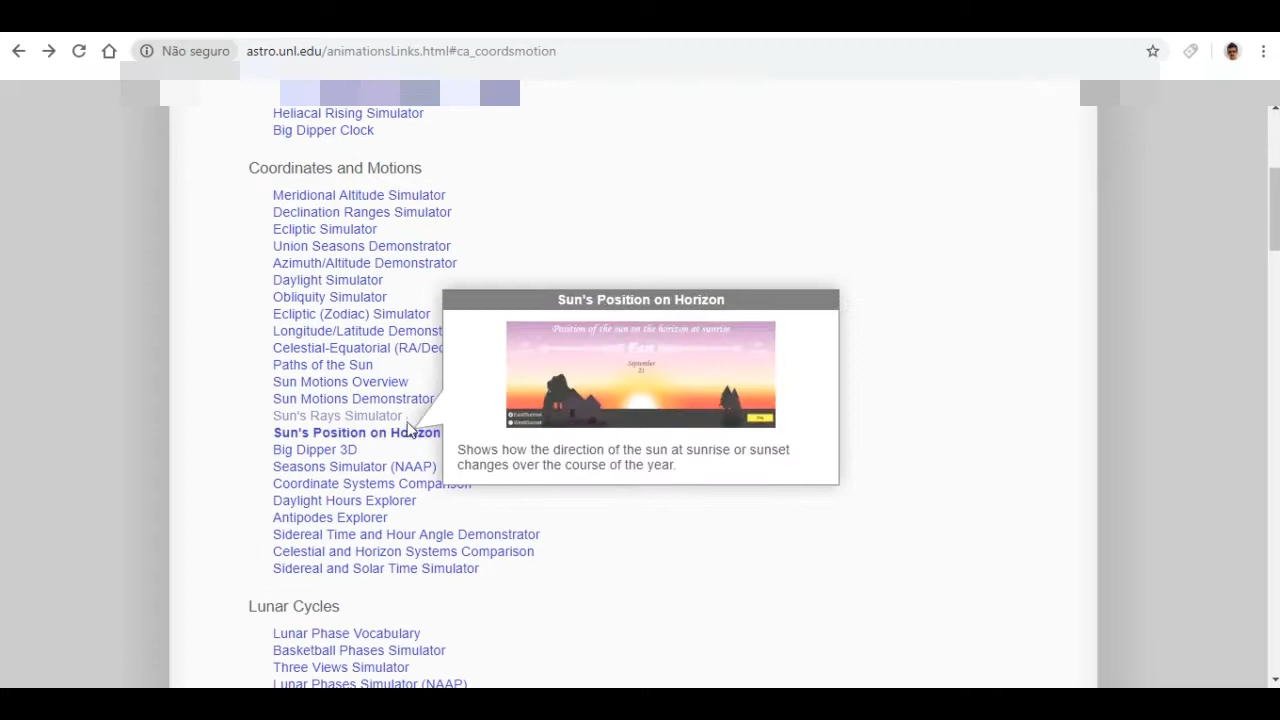 Não seguro astro.unl.edu/animationsLinks.html#ca_coordsmotion
Heliacal Rising Simulator
Big Dipper Clock
Coordinates and Motions
Meridional Altitude Simulator
Declination Ranges Simulator
Ecliptic Simulator
Union Seasons Demonstrator
Azimuth/Altitude Demonstrator
Daylight Simulator
Obliquity Simulator
Ecliptic (Zodiac) Simulator
Longitude/Latitude Demonst
Celestial-Equatorial (RA/Dec
Paths of the Sun
Sun Motions Overview
Sun Motions Demonstrator
Sun's Rays Simulator
Sun's Position on Horizon
Big Dipper 3D
Seasons Simulator (NAAP)
Coordinate Systems Comparison
Daylight Hours Explorer
Antipodes Explorer
Sidereal Time and Hour Angle Demonstrator
Celestial and Horizon Systems Comparison
Sidereal and Solar Time Simulator
Sun's Position on Horizon
Position of the sun on the horizon at sunrise
East
September
21
Shows how the direction of the sun at sunrise or sunset
changes over the course of the year.
Lunar Cycles
Lunar Phase Vocabulary
Basketball Phases Simulator
Three Views Simulator
Lunar Phases Simulator (NAAP)